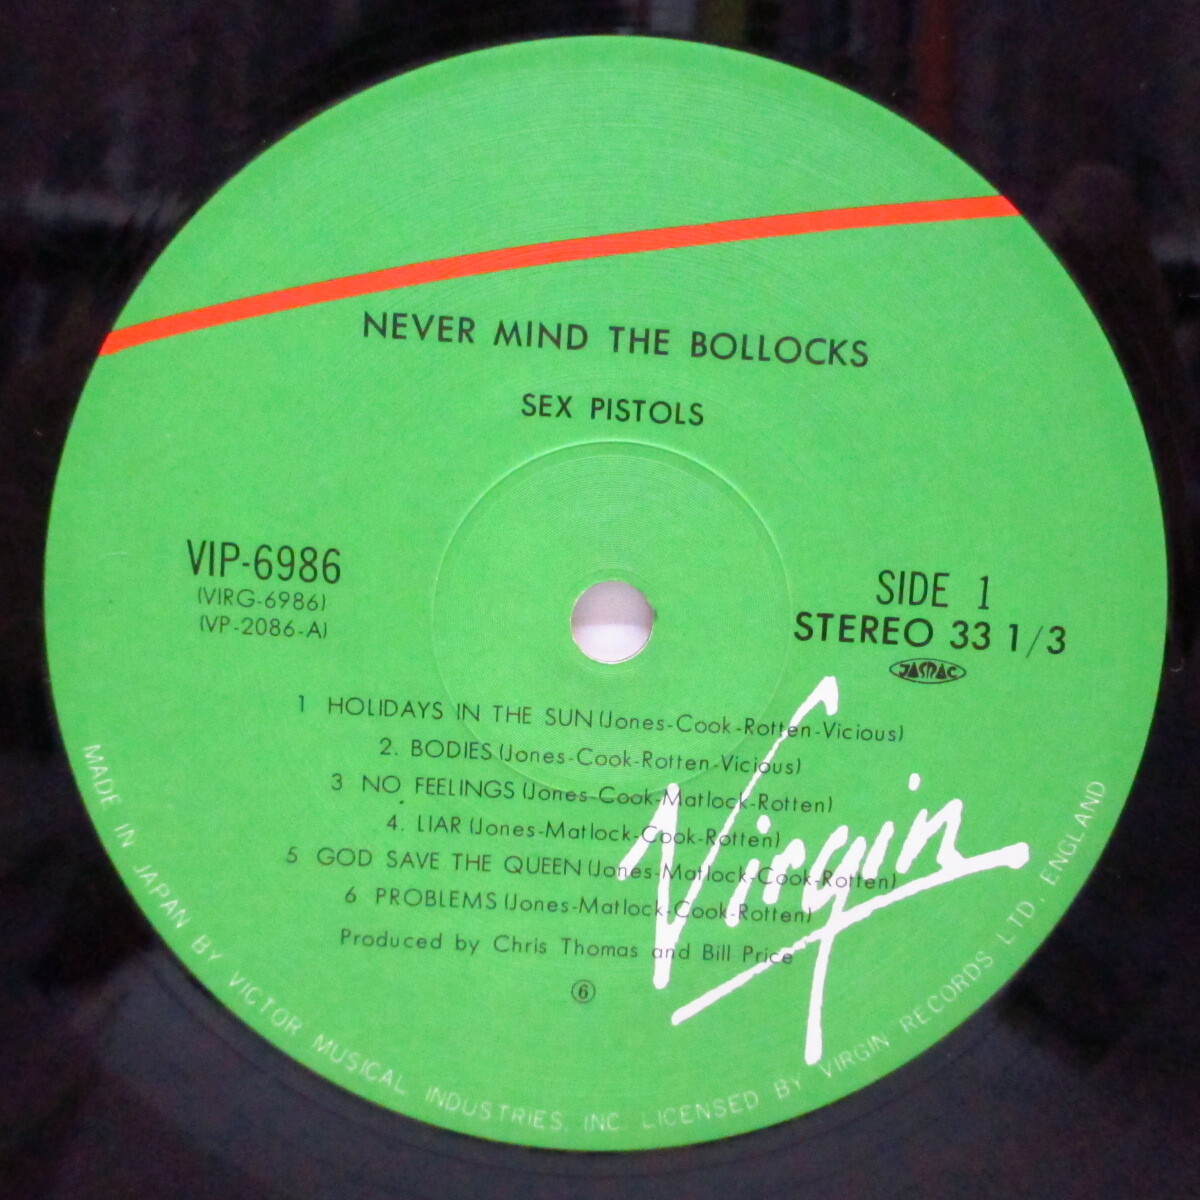 NEVER MIND THE BOLLOCKS
SEX PISTOLS
VIP-6986
(VIRG-6986)
(VP-2086-A)
SIDE 1
STEREO 33 1/3
JASRAC
1 HOLIDAYS IN THE SUN (Jones-Cook-Rotten-Vicious)
2. BODIES (Jones-Cook-Rotten-Vicious)
3 NO FEELINGS (Jones-Cook-Matlock-Rotten)
4. LIAR (Jones-Matlock-Cook-Rotten)
5 GOD SAVE THE QUEEN (Jones-Matlock-Cook-Rotten)
6 PROBLEMS (Jones-Matlock-Cook-Rotten)
Produced by Chris Thomas and Bill Price
⑥
Virgin
MADE IN JAPAN BY VICTOR MUSICAL INDUSTRIES, INC. LICENSED BY VIRGIN RECORDS LTD, ENGLAND